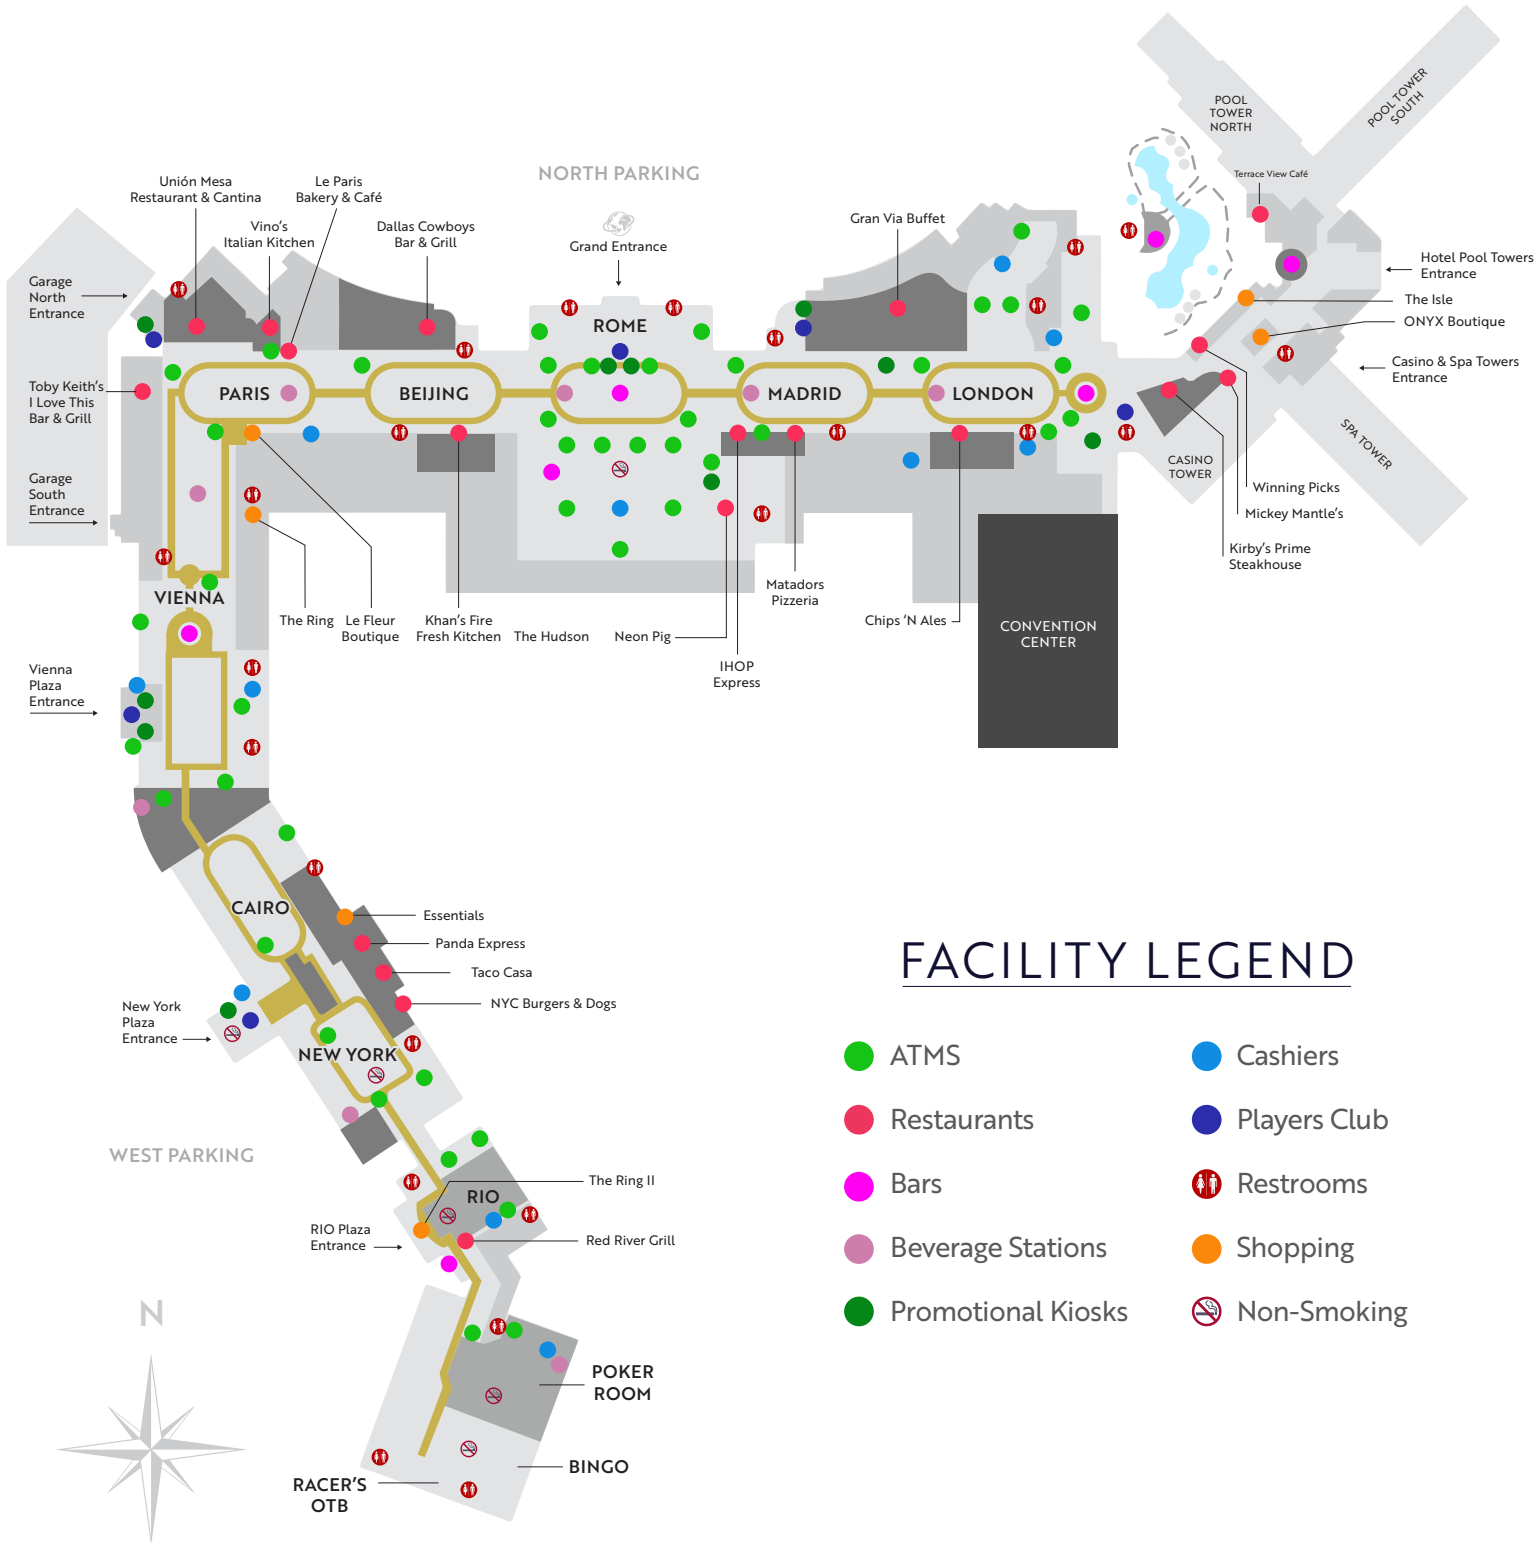 POOL
TOWER
NORTH
POOL TOWER
SOUTH
NORTH PARKING
Unión Mesa
Restaurant & Cantina
Le Paris
Bakery & Café
Vino's
Italian Kitchen
Dallas Cowboys
Bar & Grill
Grand Entrance
Gran Via Buffet
Terrace View Café
Garage
North
Entrance
Hotel Pool Towers
Entrance
The Isle
ONYX Boutique
Casino & Spa Towers
Entrance
ROME
Toby Keith's
I Love This
Bar & Grill
PARIS
BEIJING
MADRID
LONDON
SPA TOWER
CASINO
TOWER
Winning Picks
Mickey Mantle's
Kirby's Prime
Steakhouse
Garage
South
Entrance
VIENNA
The Ring
Le Fleur
Boutique
Khan's Fire
Fresh Kitchen
The Hudson
Neon Pig
IHOP
Express
Matadors
Pizzeria
Chips 'N Ales
CONVENTION
CENTER
Vienna
Plaza
Entrance
CAIRO
Essentials
Panda Express
Taco Casa
NYC Burgers & Dogs
New York
Plaza
Entrance
NEW YORK
WEST PARKING
RIO
The Ring II
RIO Plaza
Entrance
Red River Grill
N
POKER
ROOM
BINGO
RACER'S
OTB
FACILITY LEGEND
ATMS
Restaurants
Bars
Beverage Stations
Promotional Kiosks
Cashiers
Players Club
Restrooms
Shopping
Non-Smoking